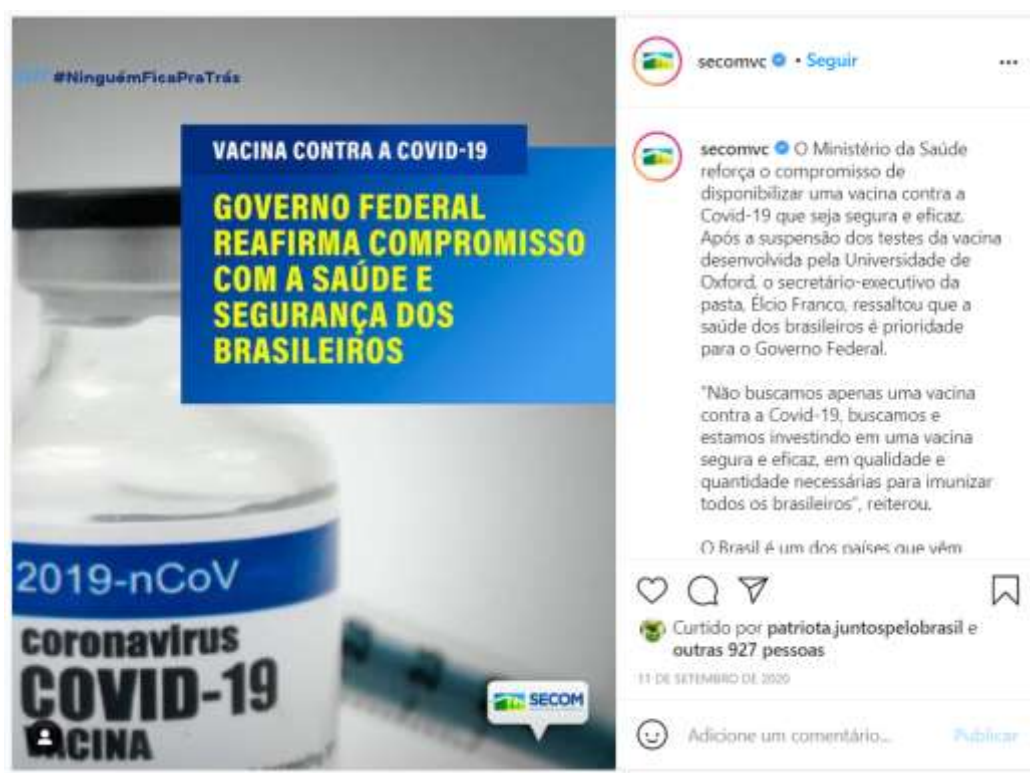 #NinguémFicaPraTrás
VACINA CONTRA A COVID-19
GOVERNO FEDERAL
REAFIRMA COMPROMISSO
COM A SAÚDE E
SEGURANÇA DOS
BRASILEIROS
2019-nCoV
coronavirus
COVID-19
VACINA
SECOM
secomvc • Seguir
secomvc O Ministério da Saúde
reforça o compromisso de
disponibilizar uma vacina contra a
Covid-19 que seja segura e eficaz.
Após a suspensão dos testes da vacina
desenvolvida pela Universidade de
Oxford, o secretário-executivo da
pasta, Élcio Franco, ressaltou que a
saúde dos brasileiros é prioridade
para o Governo Federal.
"Não buscamos apenas uma vacina
contra a Covid-19, buscamos e
estamos investindo em uma vacina
segura e eficaz, em qualidade e
quantidade necessárias para imunizar
todos os brasileiros", reiterou.
O Brasil é um dos países que vêm
Curtido por patriota.juntospelobrasil e
outras 927 pessoas
11 DE SETEMBRO DE 2020
Adicione um comentário... Publicar